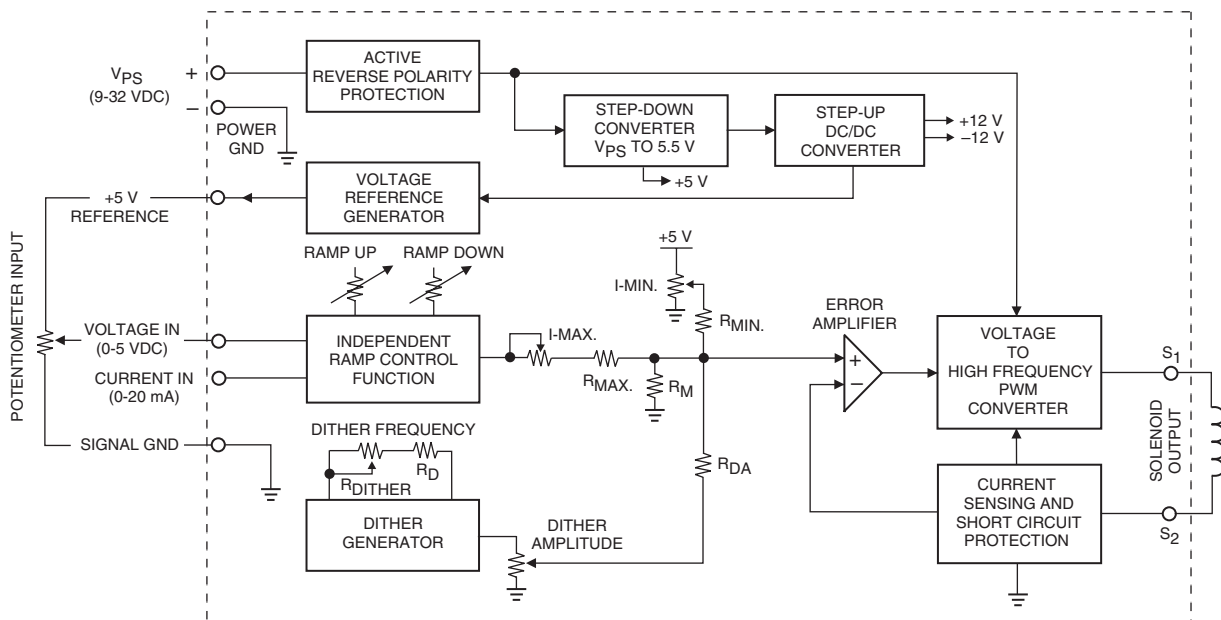 VPS
(9-32 VDC)
+
−
POWER
GND
ACTIVE
REVERSE POLARITY
PROTECTION
STEP-DOWN
CONVERTER
VPS TO 5.5 V
+5 V
STEP-UP
DC/DC
CONVERTER
+12 V
−12 V
+5 V
REFERENCE
VOLTAGE
REFERENCE
GENERATOR
POTENTIOMETER INPUT
RAMP UP
RAMP DOWN
VOLTAGE IN
(0-5 VDC)
CURRENT IN
(0-20 mA)
INDEPENDENT
RAMP CONTROL
FUNCTION
I-MAX.
RMAX.
RM
+5 V
I-MIN.
RMIN.
ERROR
AMPLIFIER
+
−
VOLTAGE
TO
HIGH FREQUENCY
PWM
CONVERTER
S1
SOLENOID
OUTPUT
S2
SIGNAL GND
DITHER FREQUENCY
RDITHER
RD
DITHER
GENERATOR
DITHER
AMPLITUDE
RDA
CURRENT
SENSING AND
SHORT CIRCUIT
PROTECTION